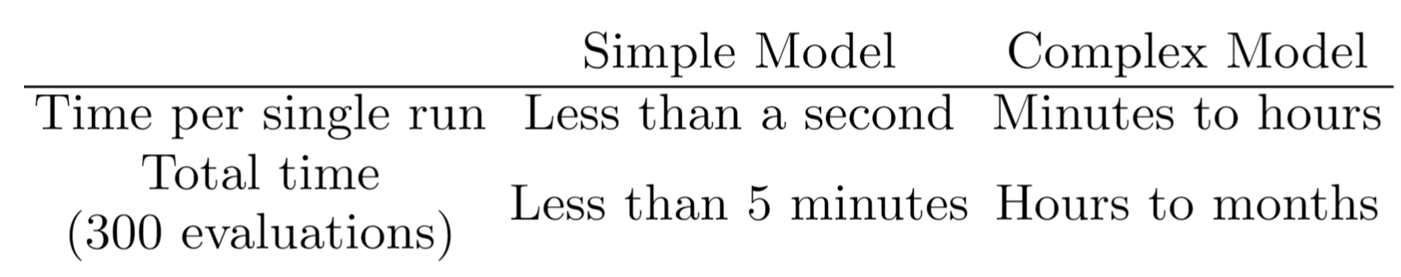 Simple Model Complex Model
Time per single run Less than a second Minutes to hours
Total time
(300 evaluations) Less than 5 minutes Hours to months